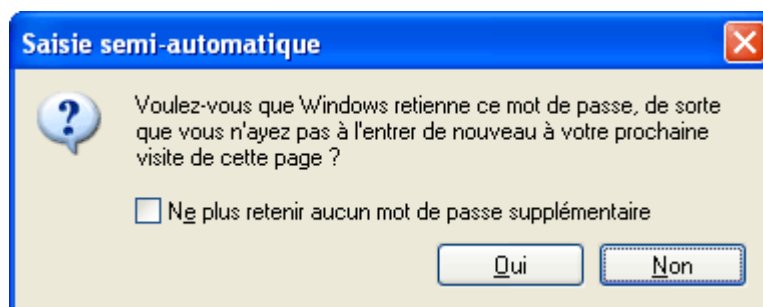 Saisie semi-automatique
Voulez-vous que Windows retienne ce mot de passe, de sorte
que vous n'ayez pas à l'entrer de nouveau à votre prochaine
visite de cette page ?
Ne plus retenir aucun mot de passe supplémentaire
Oui
Non